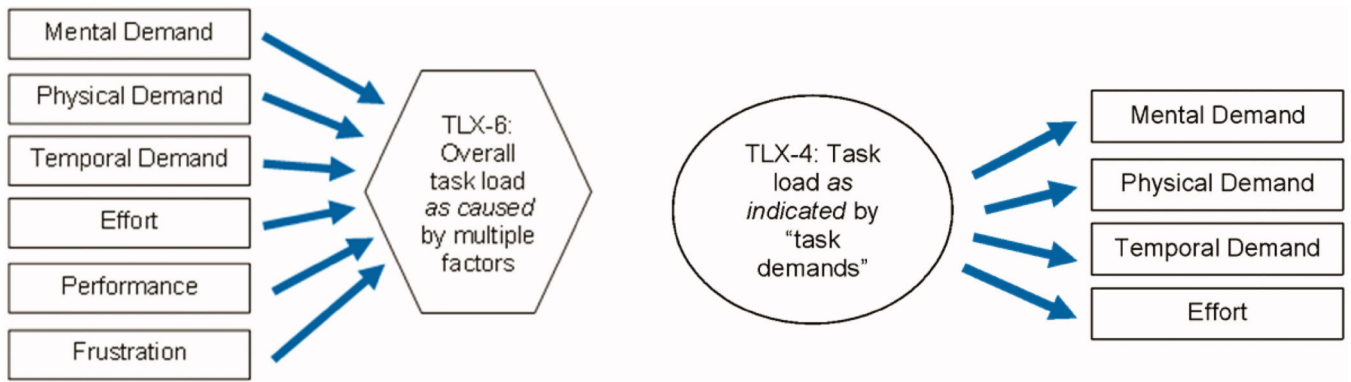 Mental Demand
Physical Demand
Temporal Demand
Effort
Performance
Frustration
TLX-6:
Overall
task load
as caused
by multiple
factors
TLX-4: Task
load as
indicated by
“task
demands”
Mental Demand
Physical Demand
Temporal Demand
Effort